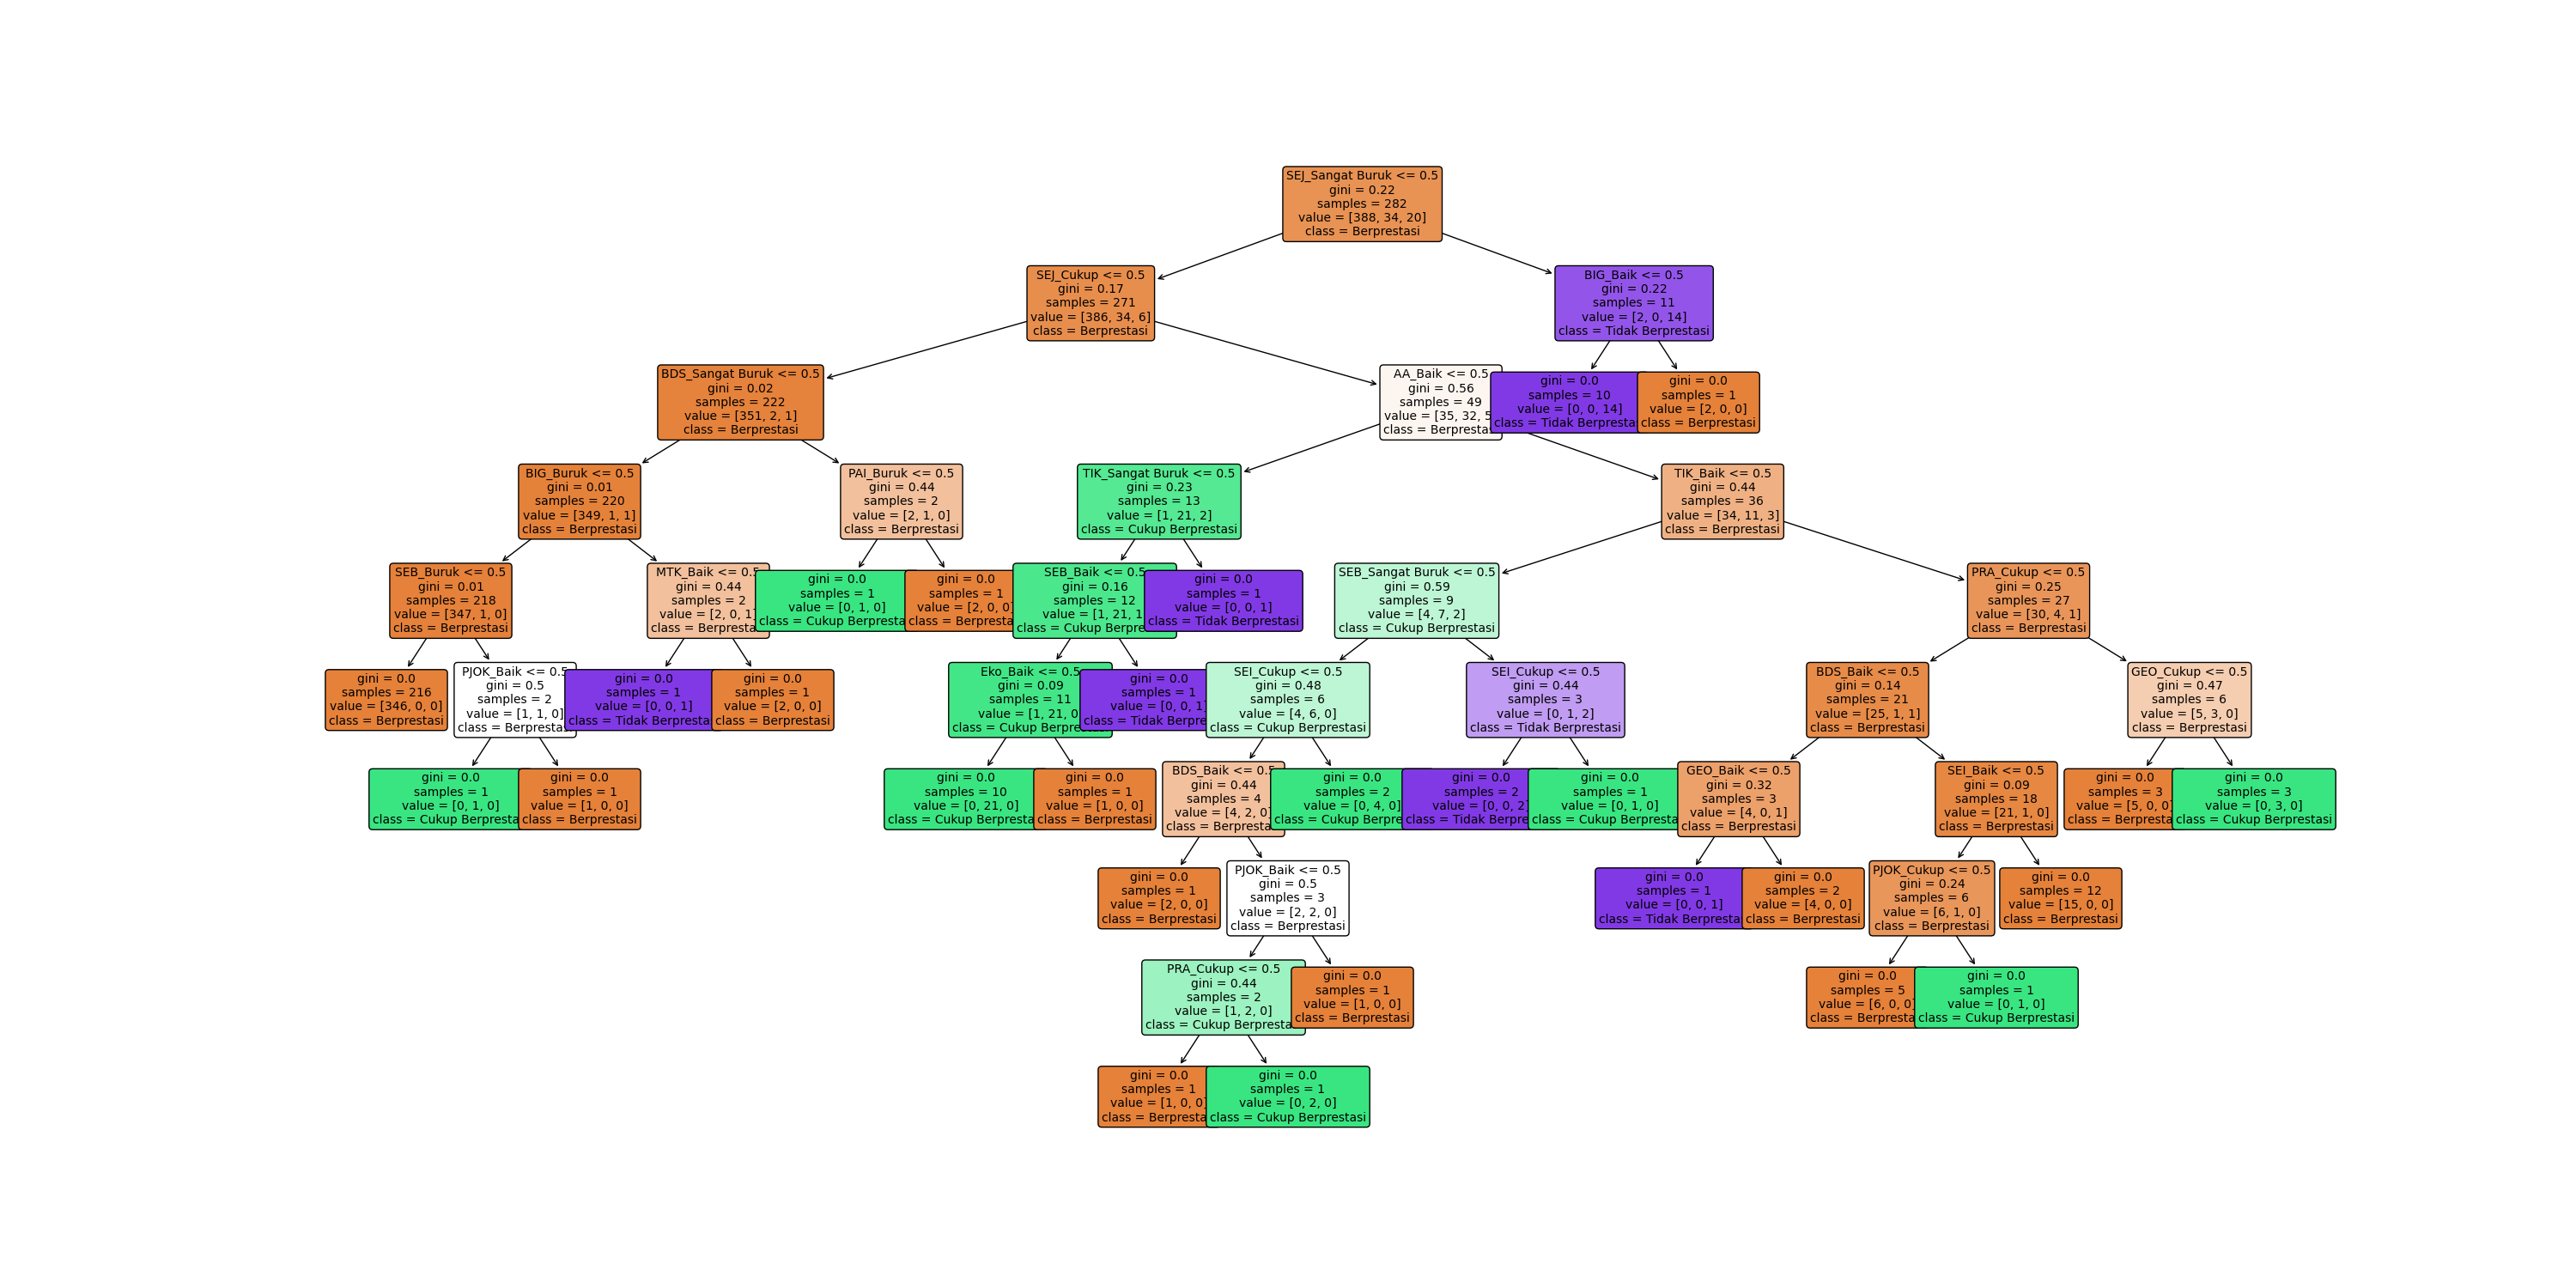 SEJ_Sangat Buruk <= 0.5
gini = 0.22
samples = 282
value = [388, 34, 20]
class = Berprestasi
SEJ_Cukup <= 0.5
gini = 0.17
samples = 271
value = [386, 34, 6]
class = Berprestasi
BIG_Baik <= 0.5
gini = 0.22
samples = 11
value = [2, 0, 14]
class = Tidak Berprestasi
BDS_Sangat Buruk <= 0.5
gini = 0.02
samples = 222
value = [351, 2, 1]
class = Berprestasi
AA_Baik <= 0.5
gini = 0.56
samples = 49
value = [35, 32, 5
class = Berprestas
gini = 0.0
samples = 10
value = [0, 0, 14]
class = Tidak Berprestas
gini = 0.0
samples = 1
value = [2, 0, 0]
class = Berprestasi
BIG_Buruk <= 0.5
gini = 0.01
samples = 220
value = [349, 1, 1]
class = Berprestasi
PAI_Buruk <= 0.5
gini = 0.44
samples = 2
value = [2, 1, 0]
class = Berprestasi
TIK_Sangat Buruk <= 0.5
gini = 0.23
samples = 13
value = [1, 21, 2]
class = Cukup Berprestasi
TIK_Baik <= 0.5
gini = 0.44
samples = 36
value = [34, 11, 3]
class = Berprestasi
SEB_Buruk <= 0.5
gini = 0.01
samples = 218
value = [347, 1, 0]
class = Berprestasi
MTK_Baik <= 0.5
gini = 0.44
samples = 2
value = [2, 0, 1]
class = Berprestas
gini = 0.0
samples = 1
value = [0, 1, 0]
class = Cukup Berprestas
gini = 0.0
samples = 1
value = [2, 0, 0]
class = Berprestas
SEB_Baik <= 0.5
gini = 0.16
samples = 12
value = [1, 21, 1
class = Cukup Berpre
gini = 0.0
samples = 1
value = [0, 0, 1]
class = Tidak Berprestasi
SEB_Sangat Buruk <= 0.5
gini = 0.59
samples = 9
value = [4, 7, 2]
class = Cukup Berprestasi
PRA_Cukup <= 0.5
gini = 0.25
samples = 27
value = [30, 4, 1]
class = Berprestasi
gini = 0.0
samples = 216
value = [346, 0, 0]
class = Berprestasi
PJOK_Baik <= 0.5
gini = 0.5
samples = 2
value = [1, 1, 0]
class = Berprestas
gini = 0.0
samples = 1
value = [0, 0, 1]
class = Tidak Berprestas
gini = 0.0
samples = 1
value = [2, 0, 0]
class = Berprestasi
Eko_Baik <= 0.5
gini = 0.09
samples = 11
value = [1, 21, 0
class = Cukup Berpre
gini = 0.0
samples = 1
value = [0, 0, 1
class = Tidak Berpre
SEI_Cukup <= 0.5
gini = 0.48
samples = 6
value = [4, 6, 0]
class = Cukup Berprestasi
SEI_Cukup <= 0.5
gini = 0.44
samples = 3
value = [0, 1, 2]
class = Tidak Berprestasi
BDS_Baik <= 0.5
gini = 0.14
samples = 21
value = [25, 1, 1]
class = Berprestasi
GEO_Cukup <= 0.5
gini = 0.47
samples = 6
value = [5, 3, 0]
class = Berprestasi
gini = 0.0
samples = 1
value = [0, 1, 0]
class = Cukup Berpresta
gini = 0.0
samples = 1
value = [1, 0, 0]
class = Berprestasi
gini = 0.0
samples = 10
value = [0, 21, 0]
class = Cukup Berpresta
gini = 0.0
samples = 1
value = [1, 0, 0]
class = Berprestasi
BDS_Baik <= 0.5
gini = 0.44
samples = 4
value = [4, 2, 0]
class = Berpresta
gini = 0.0
samples = 2
value = [0, 4, 0]
class = Cukup Berpre
gini = 0.0
samples = 2
value = [0, 0, 2]
class = Tidak Berpre
gini = 0.0
samples = 1
value = [0, 1, 0]
class = Cukup Berprestas
GEO_Baik <= 0.5
gini = 0.32
samples = 3
value = [4, 0, 1]
class = Berprestasi
SEI_Baik <= 0.5
gini = 0.09
samples = 18
value = [21, 1, 0]
class = Berprestasi
gini = 0.0
samples = 3
value = [5, 0, 0]
class = Berpresta
gini = 0.0
samples = 3
value = [0, 3, 0]
class = Cukup Berprestasi
gini = 0.0
samples = 1
value = [2, 0, 0]
class = Berprestasi
PJOK_Baik <= 0.5
gini = 0.5
samples = 3
value = [2, 2, 0]
class = Berprestasi
gini = 0.0
samples = 1
value = [0, 0, 1]
class = Tidak Berpresta
gini = 0.0
samples = 2
value = [4, 0, 0]
class = Berprestasi
PJOK_Cukup <= 0.5
gini = 0.24
samples = 6
value = [6, 1, 0]
class = Berprestasi
gini = 0.0
samples = 12
value = [15, 0, 0]
class = Berprestasi
PRA_Cukup <= 0.5
gini = 0.44
samples = 2
value = [1, 2, 0]
class = Cukup Berpresta
gini = 0.0
samples = 1
value = [1, 0, 0]
class = Berprestasi
gini = 0.0
samples = 5
value = [6, 0, 0]
class = Berpresta
gini = 0.0
samples = 1
value = [0, 1, 0]
class = Cukup Berprestasi
gini = 0.0
samples = 1
value = [1, 0, 0]
class = Berpresta
gini = 0.0
samples = 1
value = [0, 2, 0]
class = Cukup Berprestasi